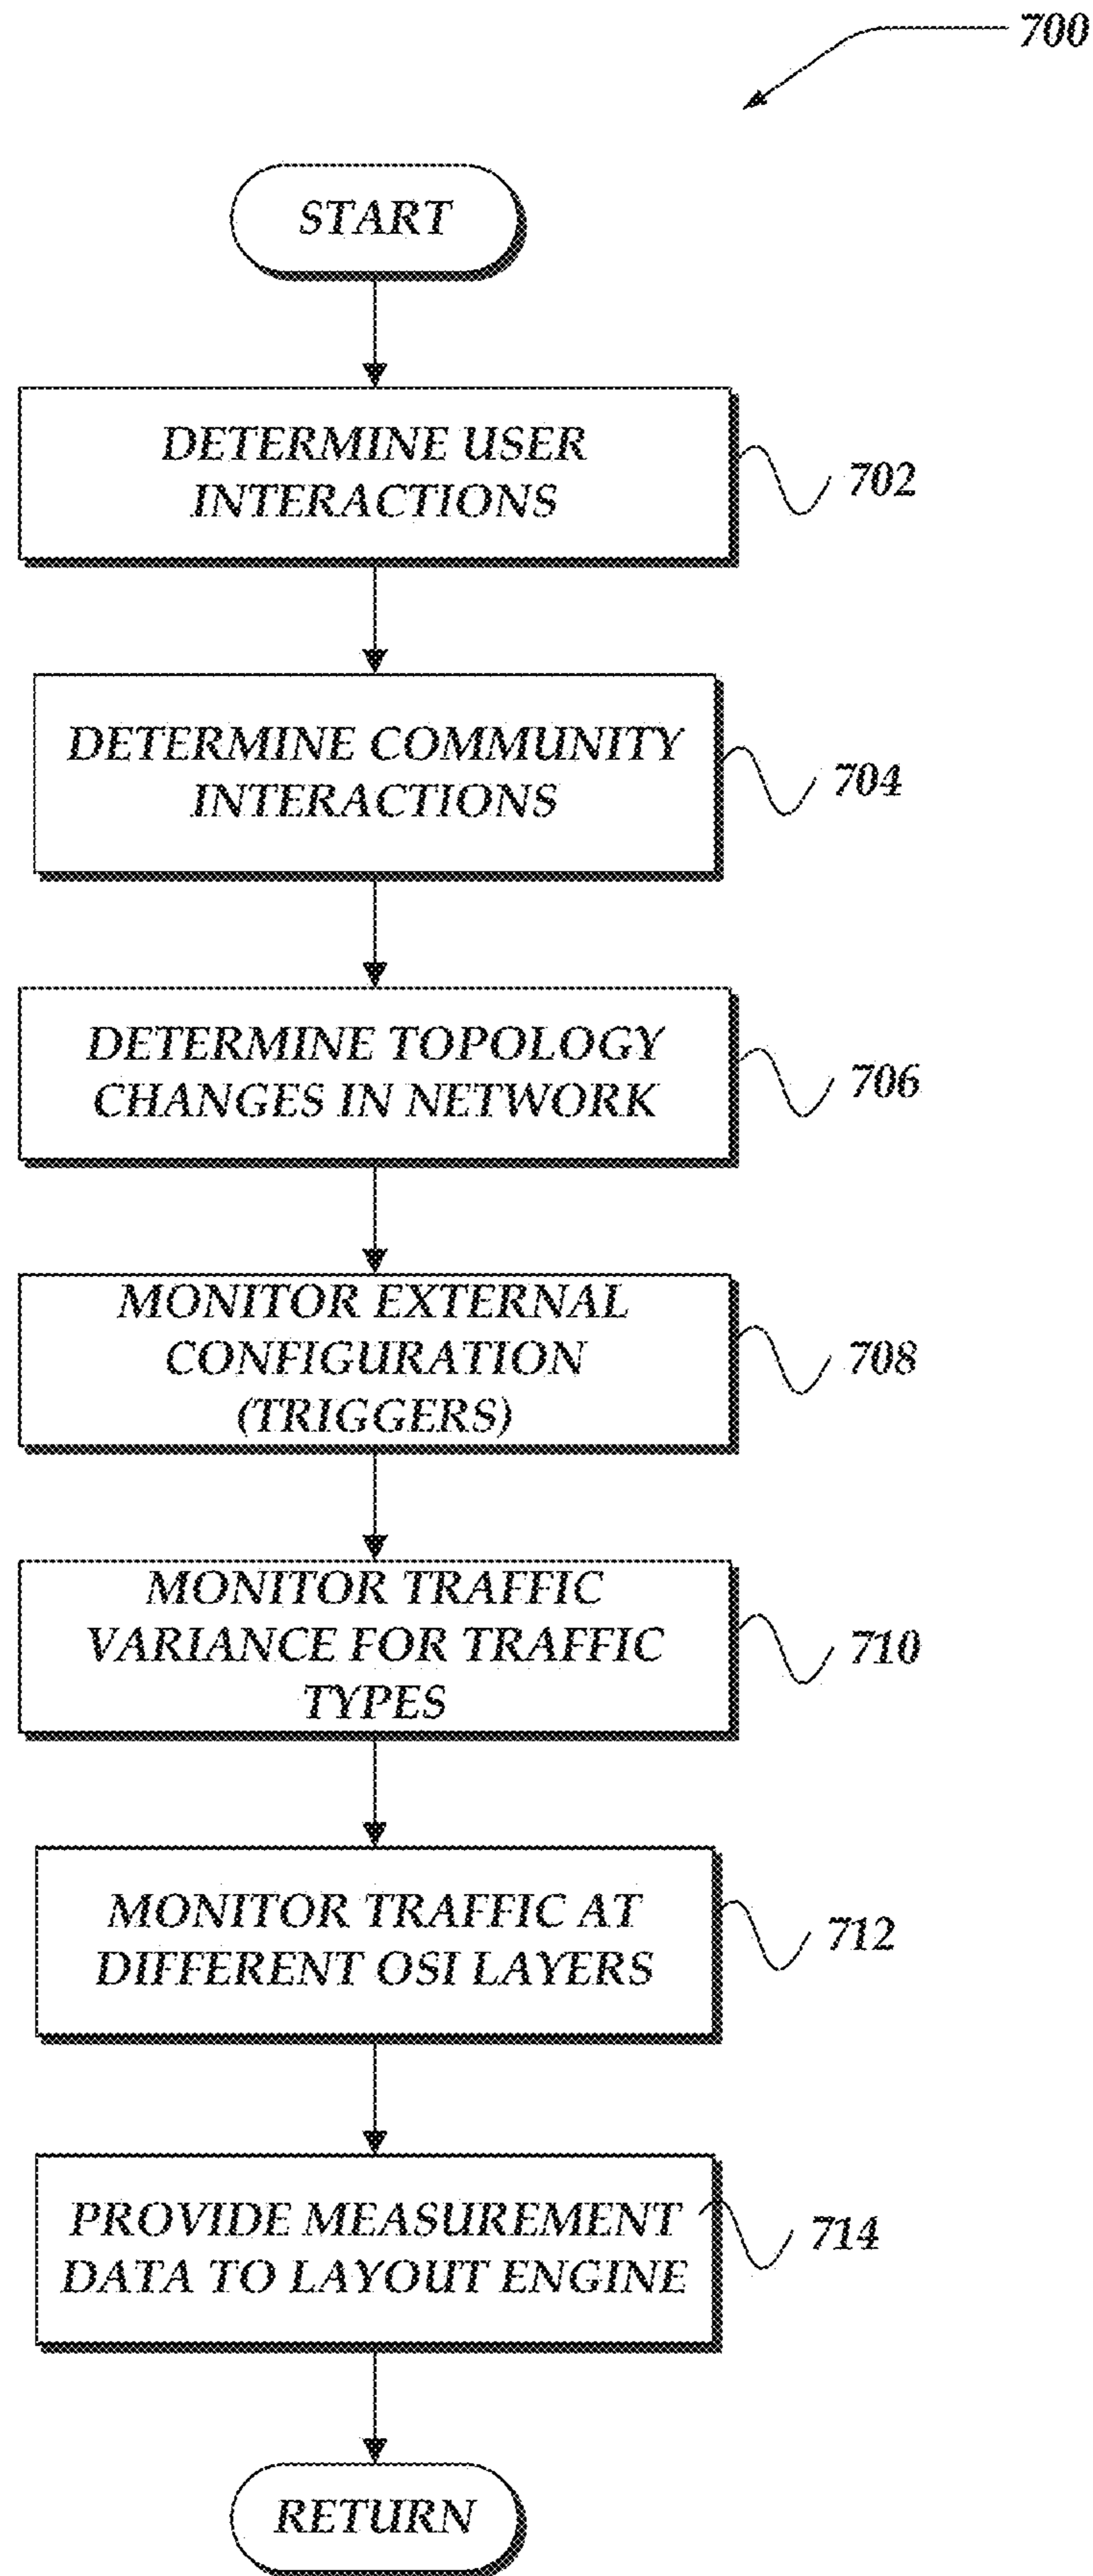 700
START
DETERMINE USER
INTERACTIONS
702
DETERMINE COMMUNITY
INTERACTIONS
704
DETERMINE TOPOLOGY
CHANGES IN NETWORK
706
MONITOR EXTERNAL
CONFIGURATION
(TRIGGERS)
708
MONITOR TRAFFIC
VARIANCE FOR TRAFFIC
TYPES
710
MONITOR TRAFFIC AT
DIFFERENT OSI LAYERS
712
PROVIDE MEASUREMENT
DATA TO LAYOUT ENGINE
714
RETURN